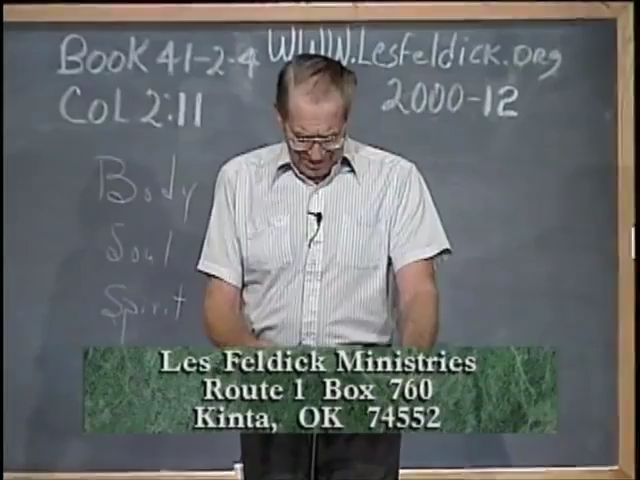 Book 41-2-4 WWW.Lesfeldick.org
Col 2:11 2000-12
Body
Soul
Spirit
Les Feldick Ministries
Route 1 Box 760
Kinta, OK 74552